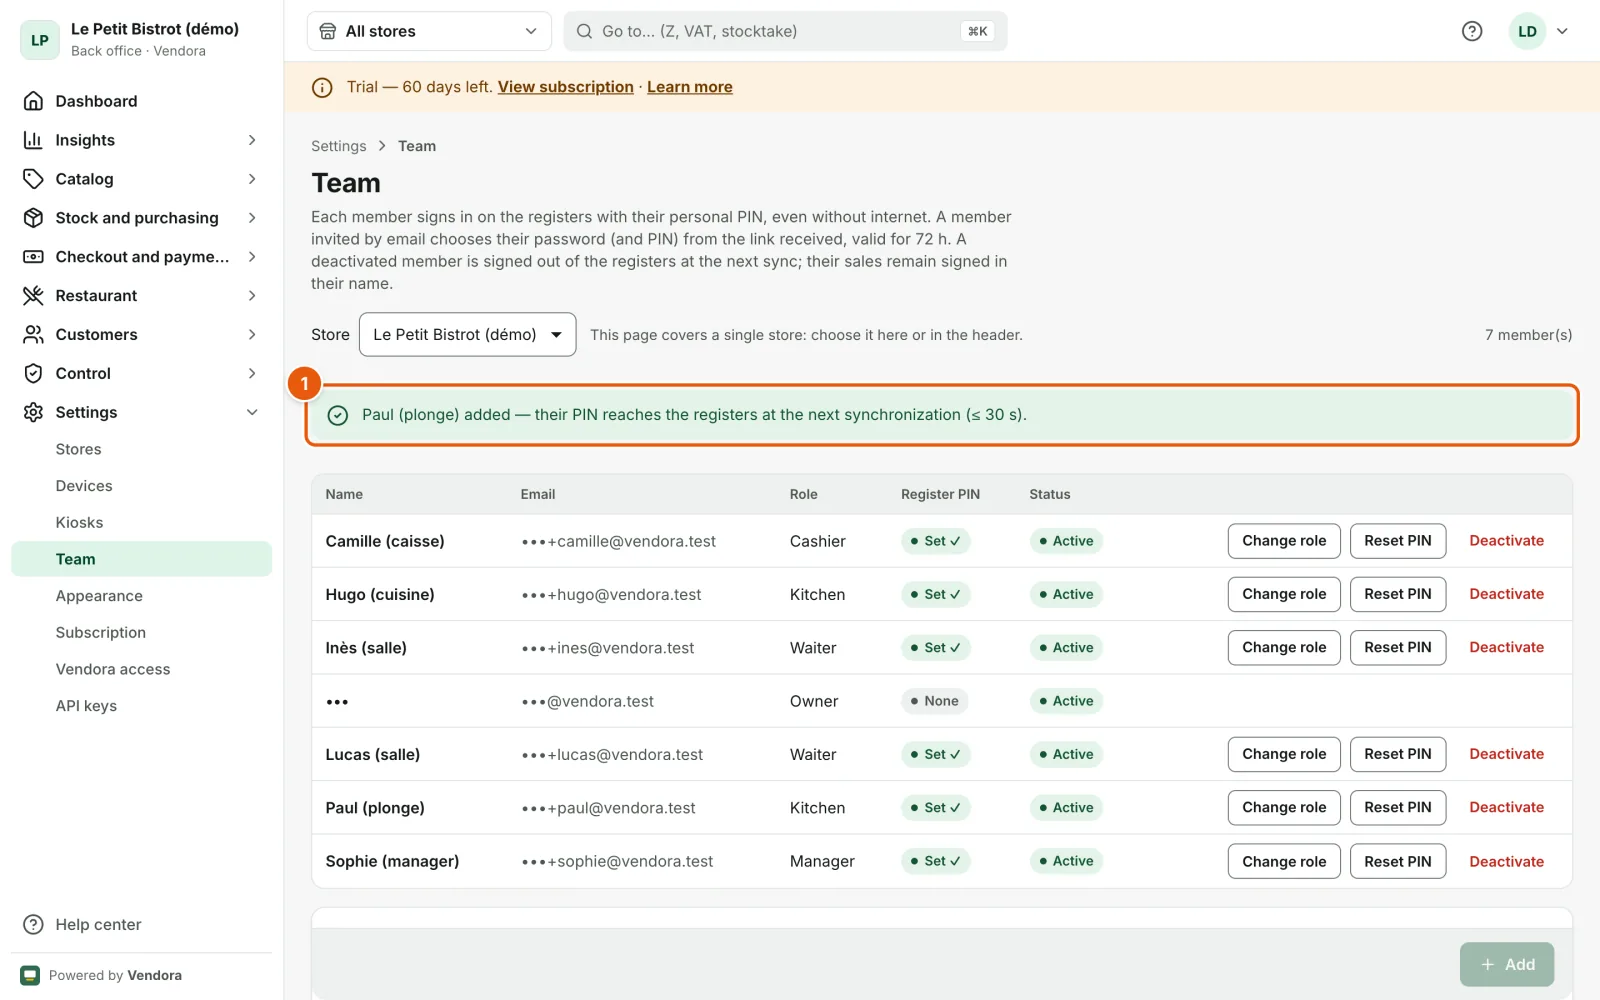 LP
Le Petit Bistrot (démo)
Back office · Vendora
All stores
Go to... (Z, VAT, stocktake)
⌘K
LD
Trial — 60 days left. View subscription · Learn more
Dashboard
Insights
Catalog
Stock and purchasing
Checkout and payme...
Restaurant
Customers
Control
Settings
Stores
Devices
Kiosks
Team
Appearance
Subscription
Vendora access
API keys
Help center
Powered by Vendora
Settings > Team
Team
Each member signs in on the registers with their personal PIN, even without internet. A member
invited by email chooses their password (and PIN) from the link received, valid for 72 h. A
deactivated member is signed out of the registers at the next sync; their sales remain signed in
their name.
Store Le Petit Bistrot (démo) This page covers a single store: choose it here or in the header. 7 member(s)
1
Paul (plonge) added — their PIN reaches the registers at the next synchronization (≤ 30 s).
Name Email Role Register PIN Status
Camille (caisse) •••+camille@vendora.test Cashier Set ✓ Active Change role Reset PIN Deactivate
Hugo (cuisine) •••+hugo@vendora.test Kitchen Set ✓ Active Change role Reset PIN Deactivate
Inès (salle) •••+ines@vendora.test Waiter Set ✓ Active Change role Reset PIN Deactivate
••• •••@vendora.test Owner None Active
Lucas (salle) •••+lucas@vendora.test Waiter Set ✓ Active Change role Reset PIN Deactivate
Paul (plonge) •••+paul@vendora.test Kitchen Set ✓ Active Change role Reset PIN Deactivate
Sophie (manager) •••+sophie@vendora.test Manager Set ✓ Active Change role Reset PIN Deactivate
+ Add